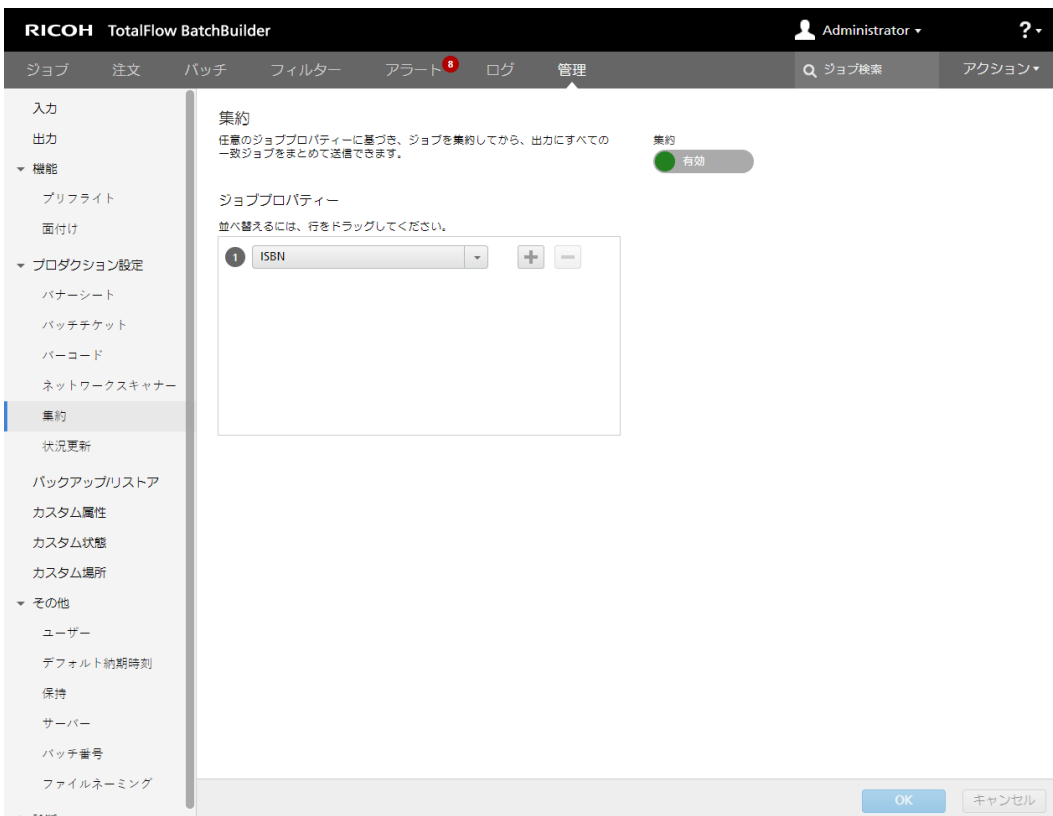 RICOH TotalFlow BatchBuilder
Administrator
?
ジョブ 注文 バッチ フィルター アラート 8 ログ 管理
ジョブ検索 アクション
入力
出力
機能
プリフライト
面付け
プロダクション設定
バナーシート
バッチチケット
バーコード
ネットワークスキャナー
集約
状況更新
バックアップ/リストア
カスタム属性
カスタム状態
カスタム場所
その他
ユーザー
デフォルト納期時刻
保持
サーバー
バッチ番号
ファイルネーミング
集約
任意のジョブプロパティーに基づき、ジョブを集約してから、出力にすべての
一致ジョブをまとめて送信できます。
集約
有効
ジョブプロパティー
並べ替えるには、行をドラッグしてください。
1 ISBN
OK キャンセル